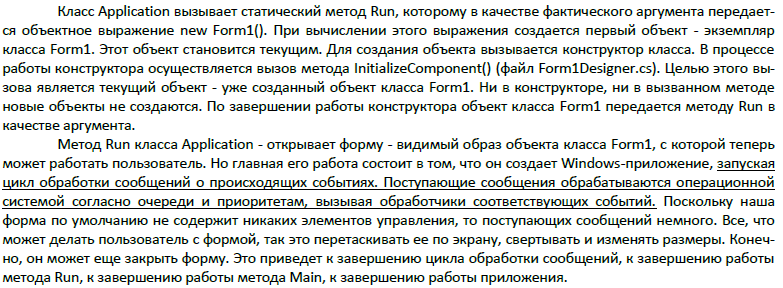 Класс Application вызывает статический метод Run, которому в качестве фактического аргумента передает-
ся объектное выражение new Form1(). При вычислении этого выражения создается первый объект - экземпляр
класса Form1. Этот объект становится текущим. Для создания объекта вызывается конструктор класса. В процессе
работы конструктора осуществляется вызов метода InitializeComponent() (файл Form1Designer.cs). Целью этого вы-
зова является текущий объект - уже созданный объект класса Form1. Ни в конструкторе, ни в вызванном методе
новые объекты не создаются. По завершении работы конструктора объект класса Form1 передается методу Run в
качестве аргумента.
Метод Run класса Application - открывает форму - видимый образ объекта класса Form1, с которой теперь
может работать пользователь. Но главная его работа состоит в том, что он создает Windows-приложение, запуская
цикл обработки сообщений о происходящих событиях. Поступающие сообщения обрабатываются операционной
системой согласно очереди и приоритетам, вызывая обработчики соответствующих событий. Поскольку наша
форма по умолчанию не содержит никаких элементов управления, то поступающих сообщений немного. Все, что
может делать пользователь с формой, так это перетаскивать ее по экрану, свертывать и изменять размеры. Конеч-
но, он может еще закрыть форму. Это приведет к завершению цикла обработки сообщений, к завершению работы
метода Run, к завершению работы метода Main, к завершению работы приложения.